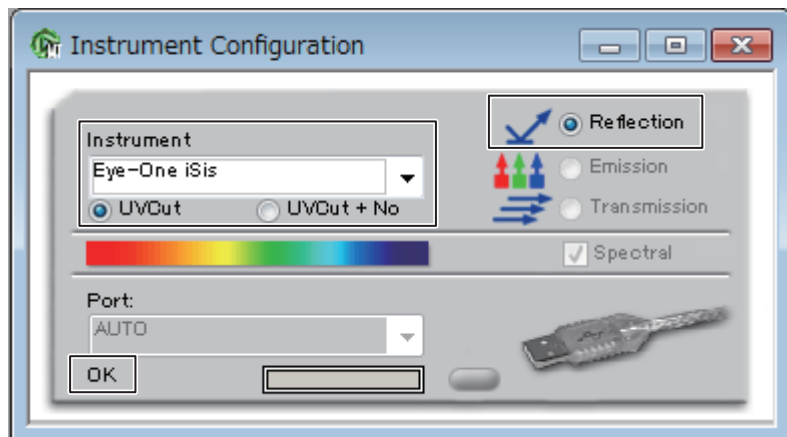 Instrument Configuration
Instrument
Eye-One iSis
UVCut
UVCut + No
Reflection
Emission
Transmission
Spectral
Port:
AUTO
OK